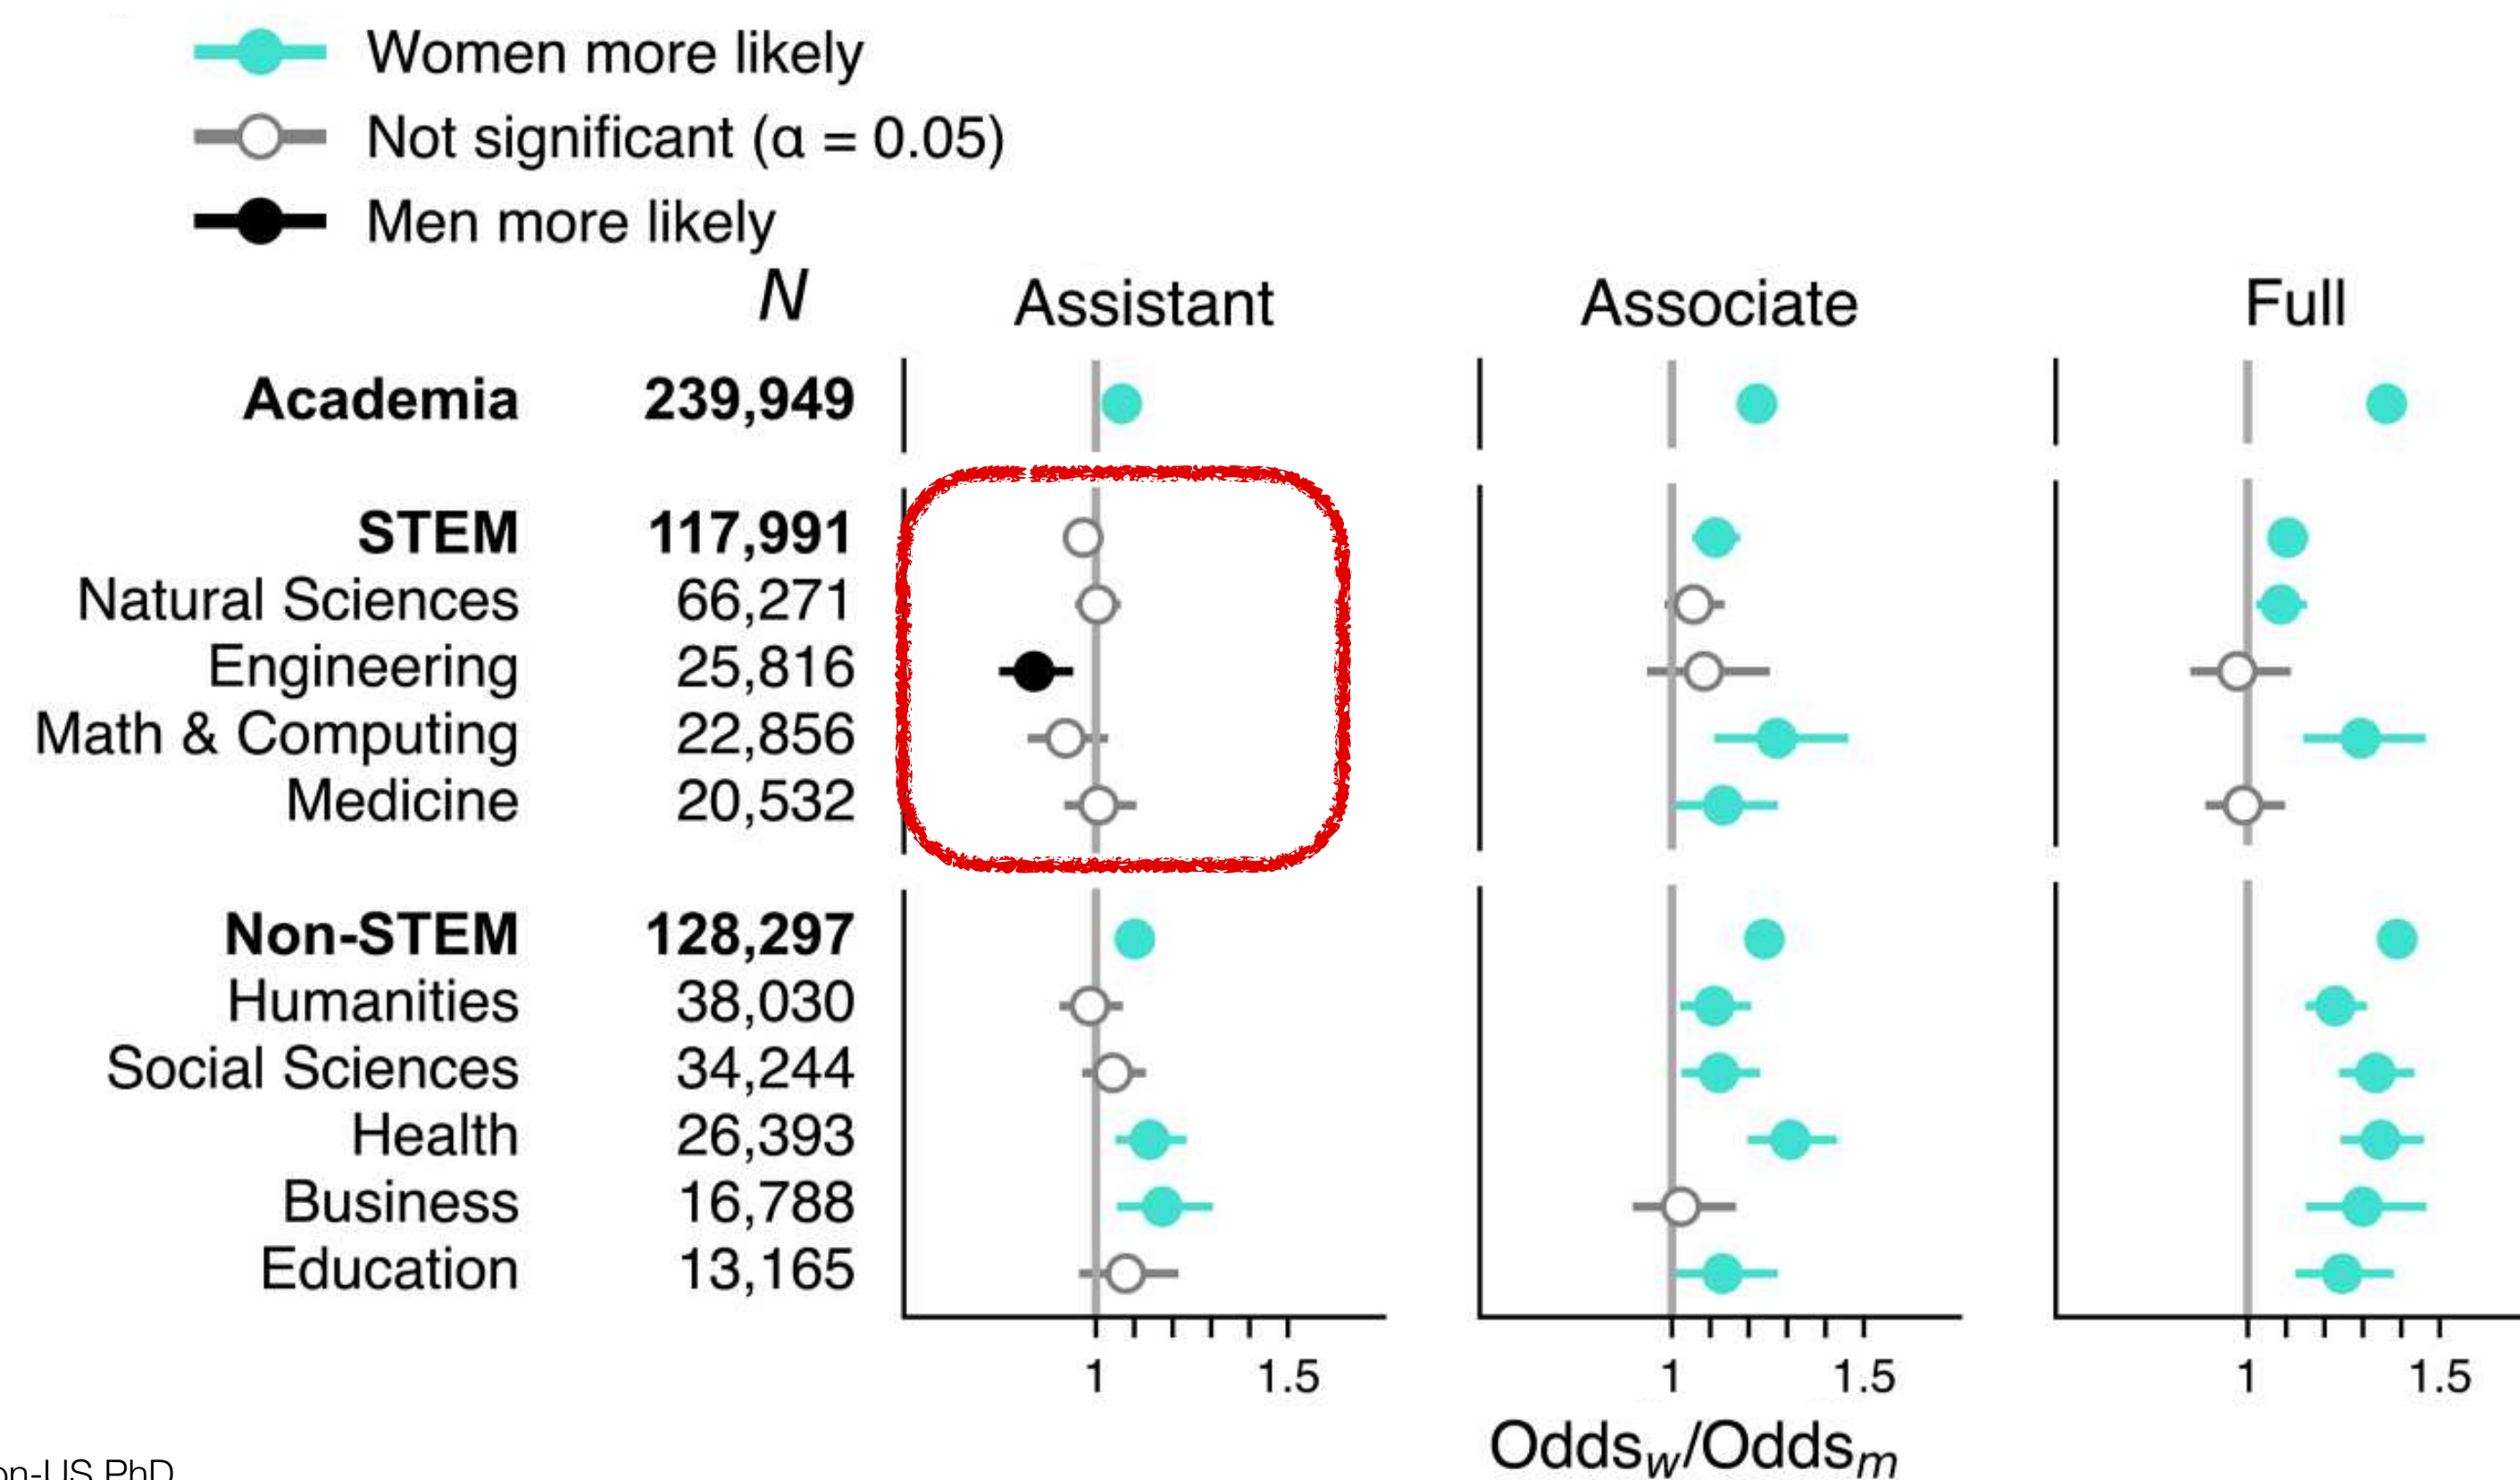 Women more likely
Not significant (α = 0.05)
Men more likely
N Assistant Associate Full
Academia 239,949
STEM 117,991
Natural Sciences 66,271
Engineering 25,816
Math & Computing 22,856
Medicine 20,532
Non-STEM 128,297
Humanities 38,030
Social Sciences 34,244
Health 26,393
Business 16,788
Education 13,165
1 1.5 1 1.5 1 1.5
Oddsw/Oddsm
on-US PhD